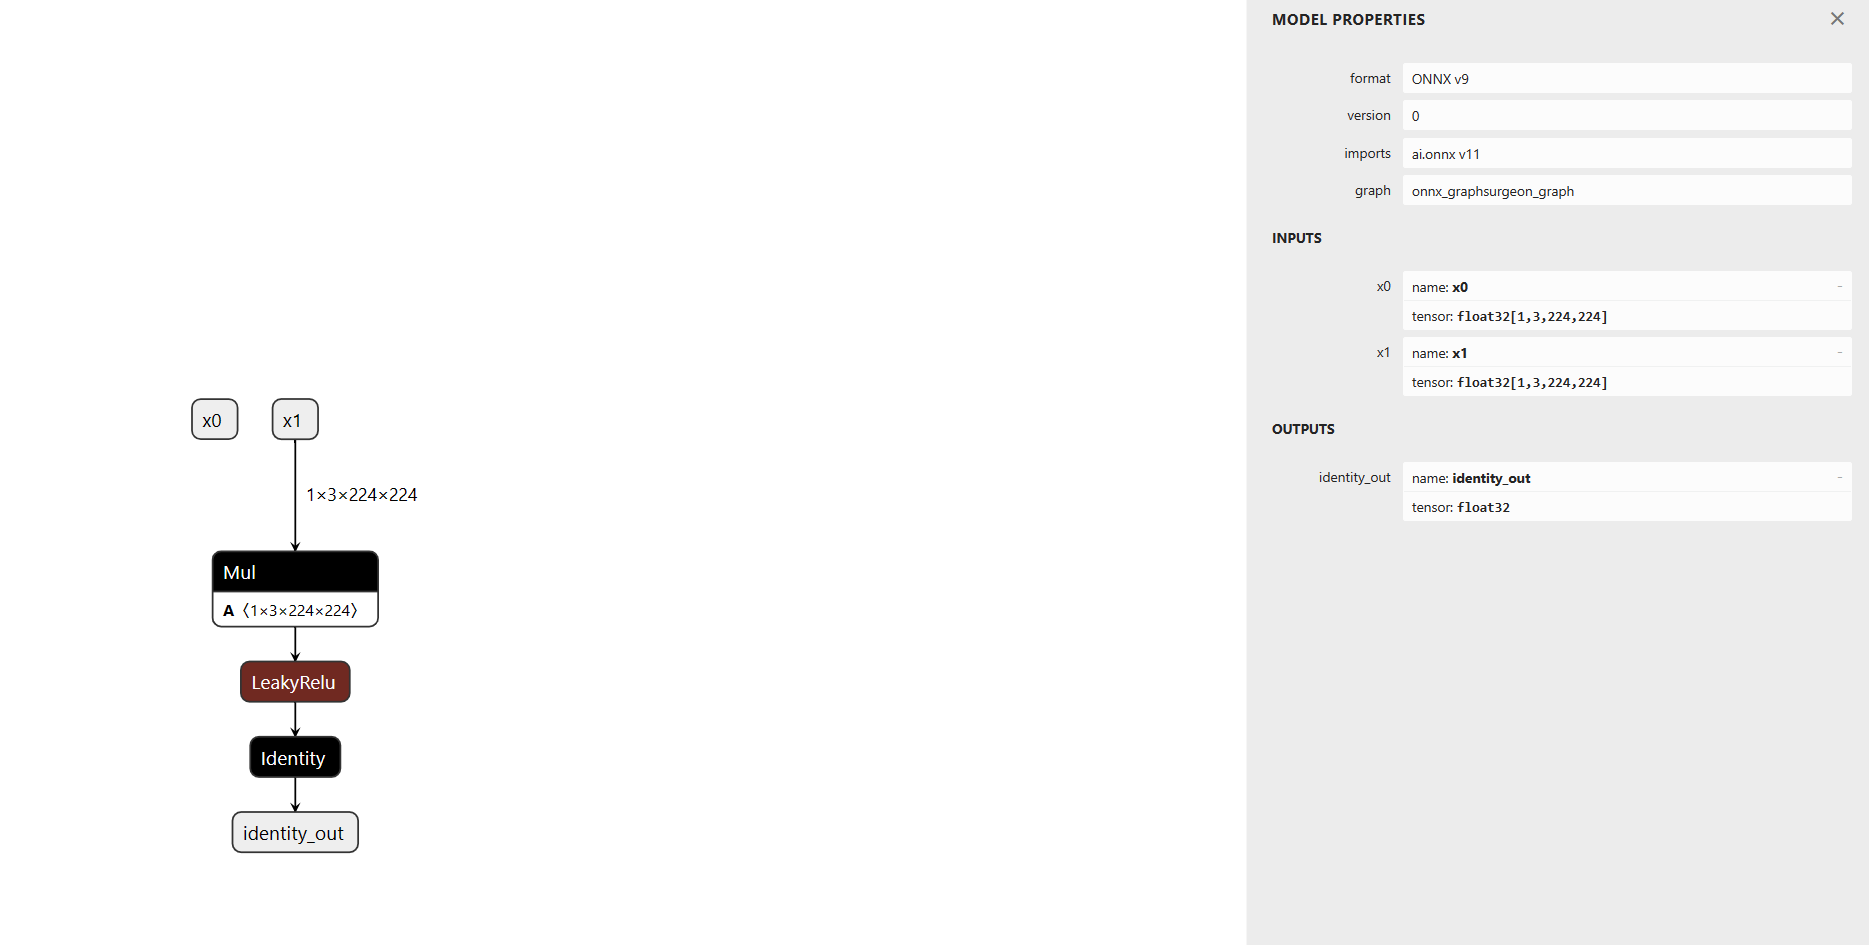 x0
x1
1×3×224×224
Mul
A 〈1×3×224×224〉
LeakyRelu
Identity
identity_out
MODEL PROPERTIES
format ONNX v9
version 0
imports ai.onnx v11
graph onnx_graphsurgeon_graph
INPUTS
x0 name: x0 -
tensor: float32[1,3,224,224]
x1 name: x1 -
tensor: float32[1,3,224,224]
OUTPUTS
identity_out name: identity_out -
tensor: float32